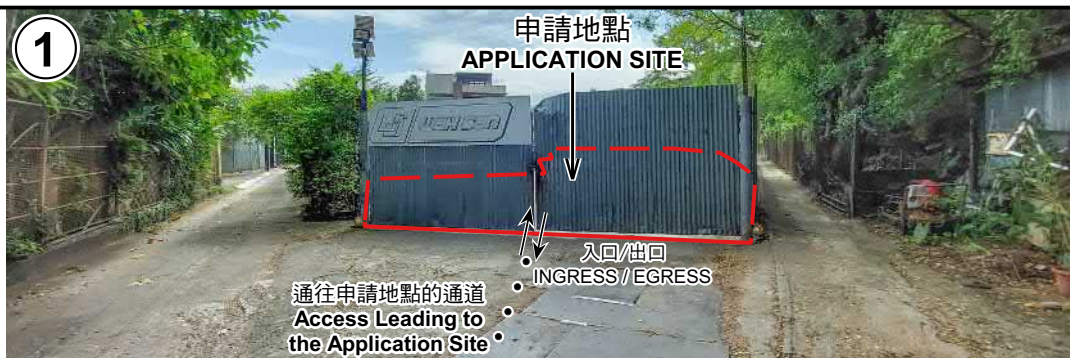 1
申請地點
APPLICATION SITE
入口/出口
INGRESS / EGRESS
通往申請地點的通道
Access Leading to
the Application Site